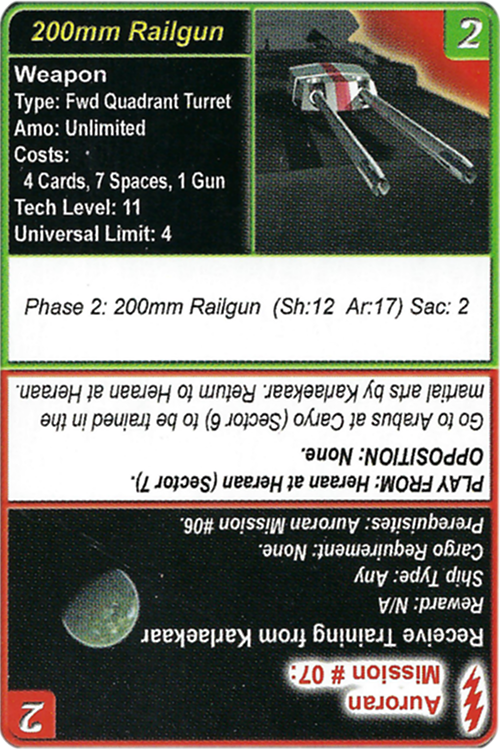 200mm Railgun
2
Weapon
Type: Fwd Quadrant Turret
Amo: Unlimited
Costs:
4 Cards, 7 Spaces, 1 Gun
Tech Level: 11
Universal Limit: 4
Phase 2: 200mm Railgun (Sh:12 Ar:17) Sac: 2
2
Auroran
Mission # 07:
Receive Training from Karlaekaar
Reward: N/A
Ship Type: Any
Cargo Requirement: None.
Prerequisites: Auroran Mission #06.
PLAY FROM: Heraan at Heraan (Sector 7).
OPPOSITION: None.
Go to Arabus at Caryo (Sector 6) to be trained in the
martial arts by Karlaekaar. Return to Heraan at Heraan.